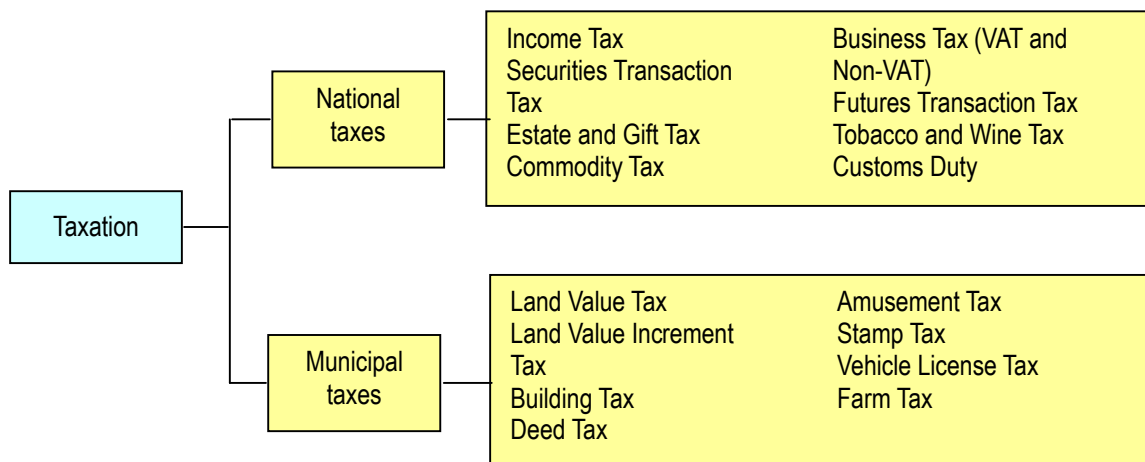 Taxation
National
taxes
Income Tax
Securities Transaction
Tax
Estate and Gift Tax
Commodity Tax
Business Tax (VAT and
Non-VAT)
Futures Transaction Tax
Tobacco and Wine Tax
Customs Duty
Municipal
taxes
Land Value Tax
Land Value Increment
Tax
Building Tax
Deed Tax
Amusement Tax
Stamp Tax
Vehicle License Tax
Farm Tax